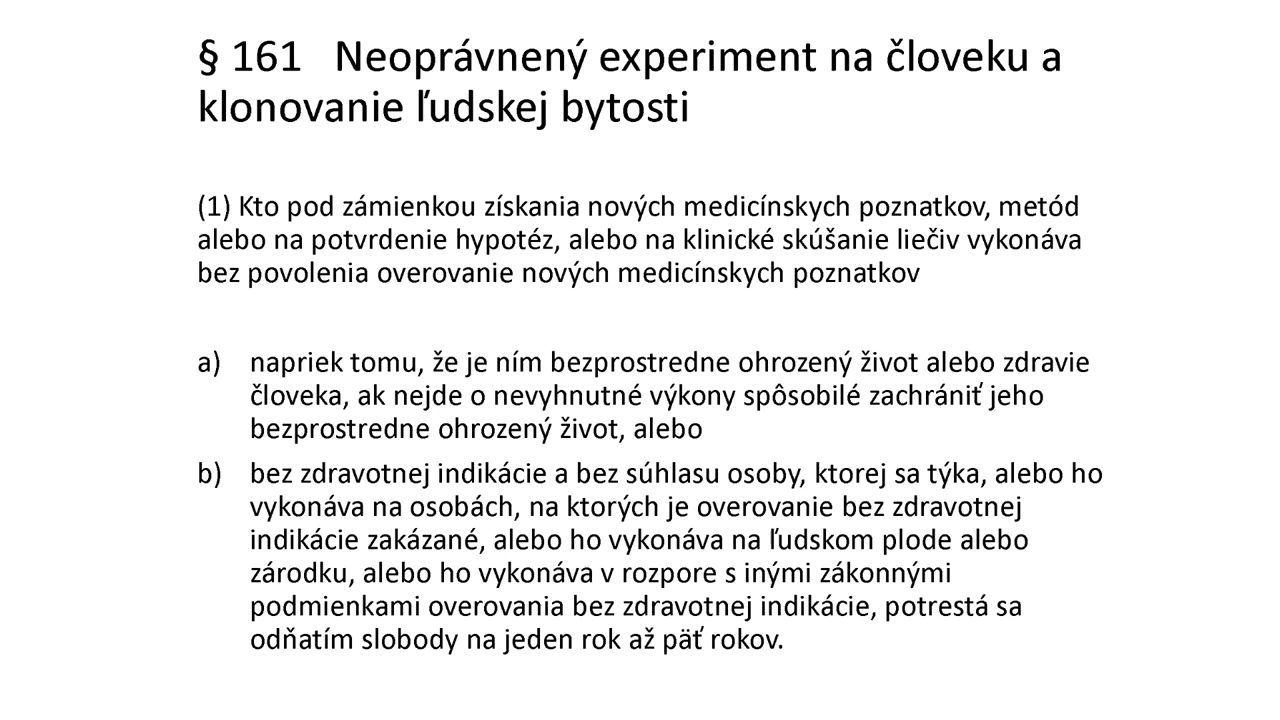 § 161 Neoprávnený experiment na človeku a
klonovanie ľudskej bytosti
(1) Kto pod zámienkou získania nových medicínskych poznatkov, metód
alebo na potvrdenie hypotéz, alebo na klinické skúšanie liečiv vykonáva
bez povolenia overovanie nových medicínskych poznatkov
a) napriek tomu, že je ním bezprostredne ohrozený život alebo zdravie
človeka, ak nejde o nevyhnutné výkony spôsobilé zachrániť jeho
bezprostredne ohrozený život, alebo
b) bez zdravotnej indikácie a bez súhlasu osoby, ktorej sa týka, alebo ho
vykonáva na osobách, na ktorých je overovanie bez zdravotnej
indikácie zakázané, alebo ho vykonáva na ľudskom plode alebo
zárodku, alebo ho vykonáva v rozpore s inými zákonnými
podmienkami overovania bez zdravotnej indikácie, potrestá sa
odňatím slobody na jeden rok až päť rokov.